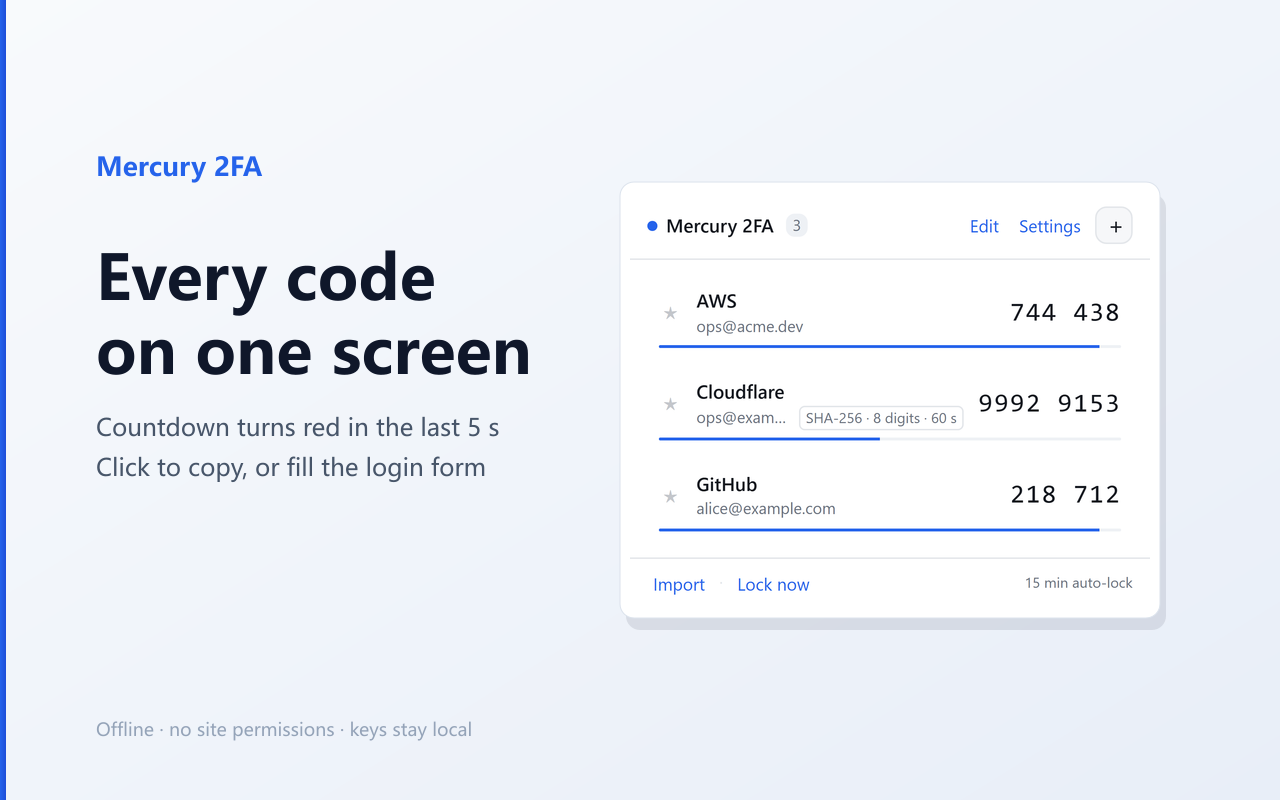 Mercury 2FA
Every code
on one screen
Countdown turns red in the last 5 s
Click to copy, or fill the login form
Offline · no site permissions · keys stay local
Mercury 2FA 3 Edit Settings +
AWS
ops@acme.dev
744 438
Cloudflare
ops@exam... SHA-256 · 8 digits · 60 s
9992 9153
GitHub
alice@example.com
218 712
Import · Lock now 15 min auto-lock